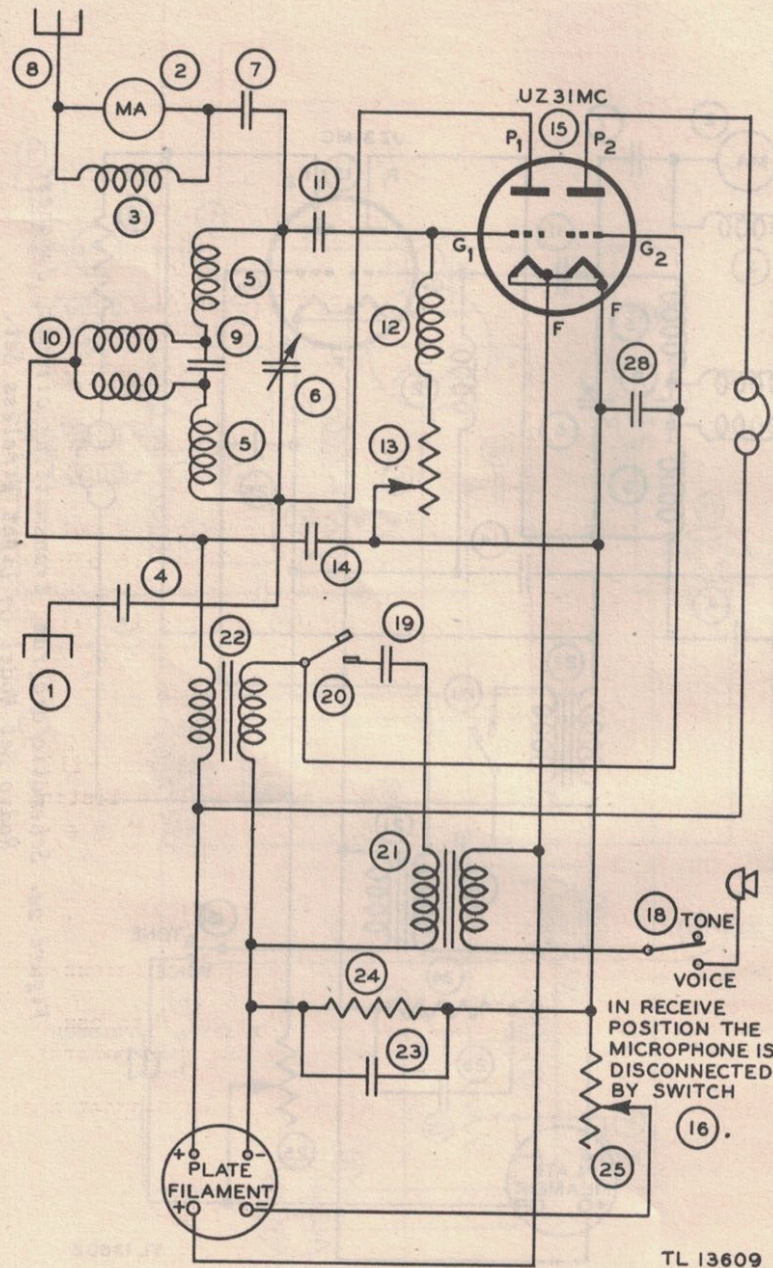 8
2
7
MA
3
UZ31MC
15
P1
P2
11
G1
G2
5
12
F
F
10
9
6
28
5
13
14
4
22
1
19
20
21
18
TONE
VOICE
24
IN RECEIVE
POSITION THE
MICROPHONE IS
DISCONNECTED
BY SWITCH
16
23
25
+ PLATE -
FILAMENT
+ -
TL 13609